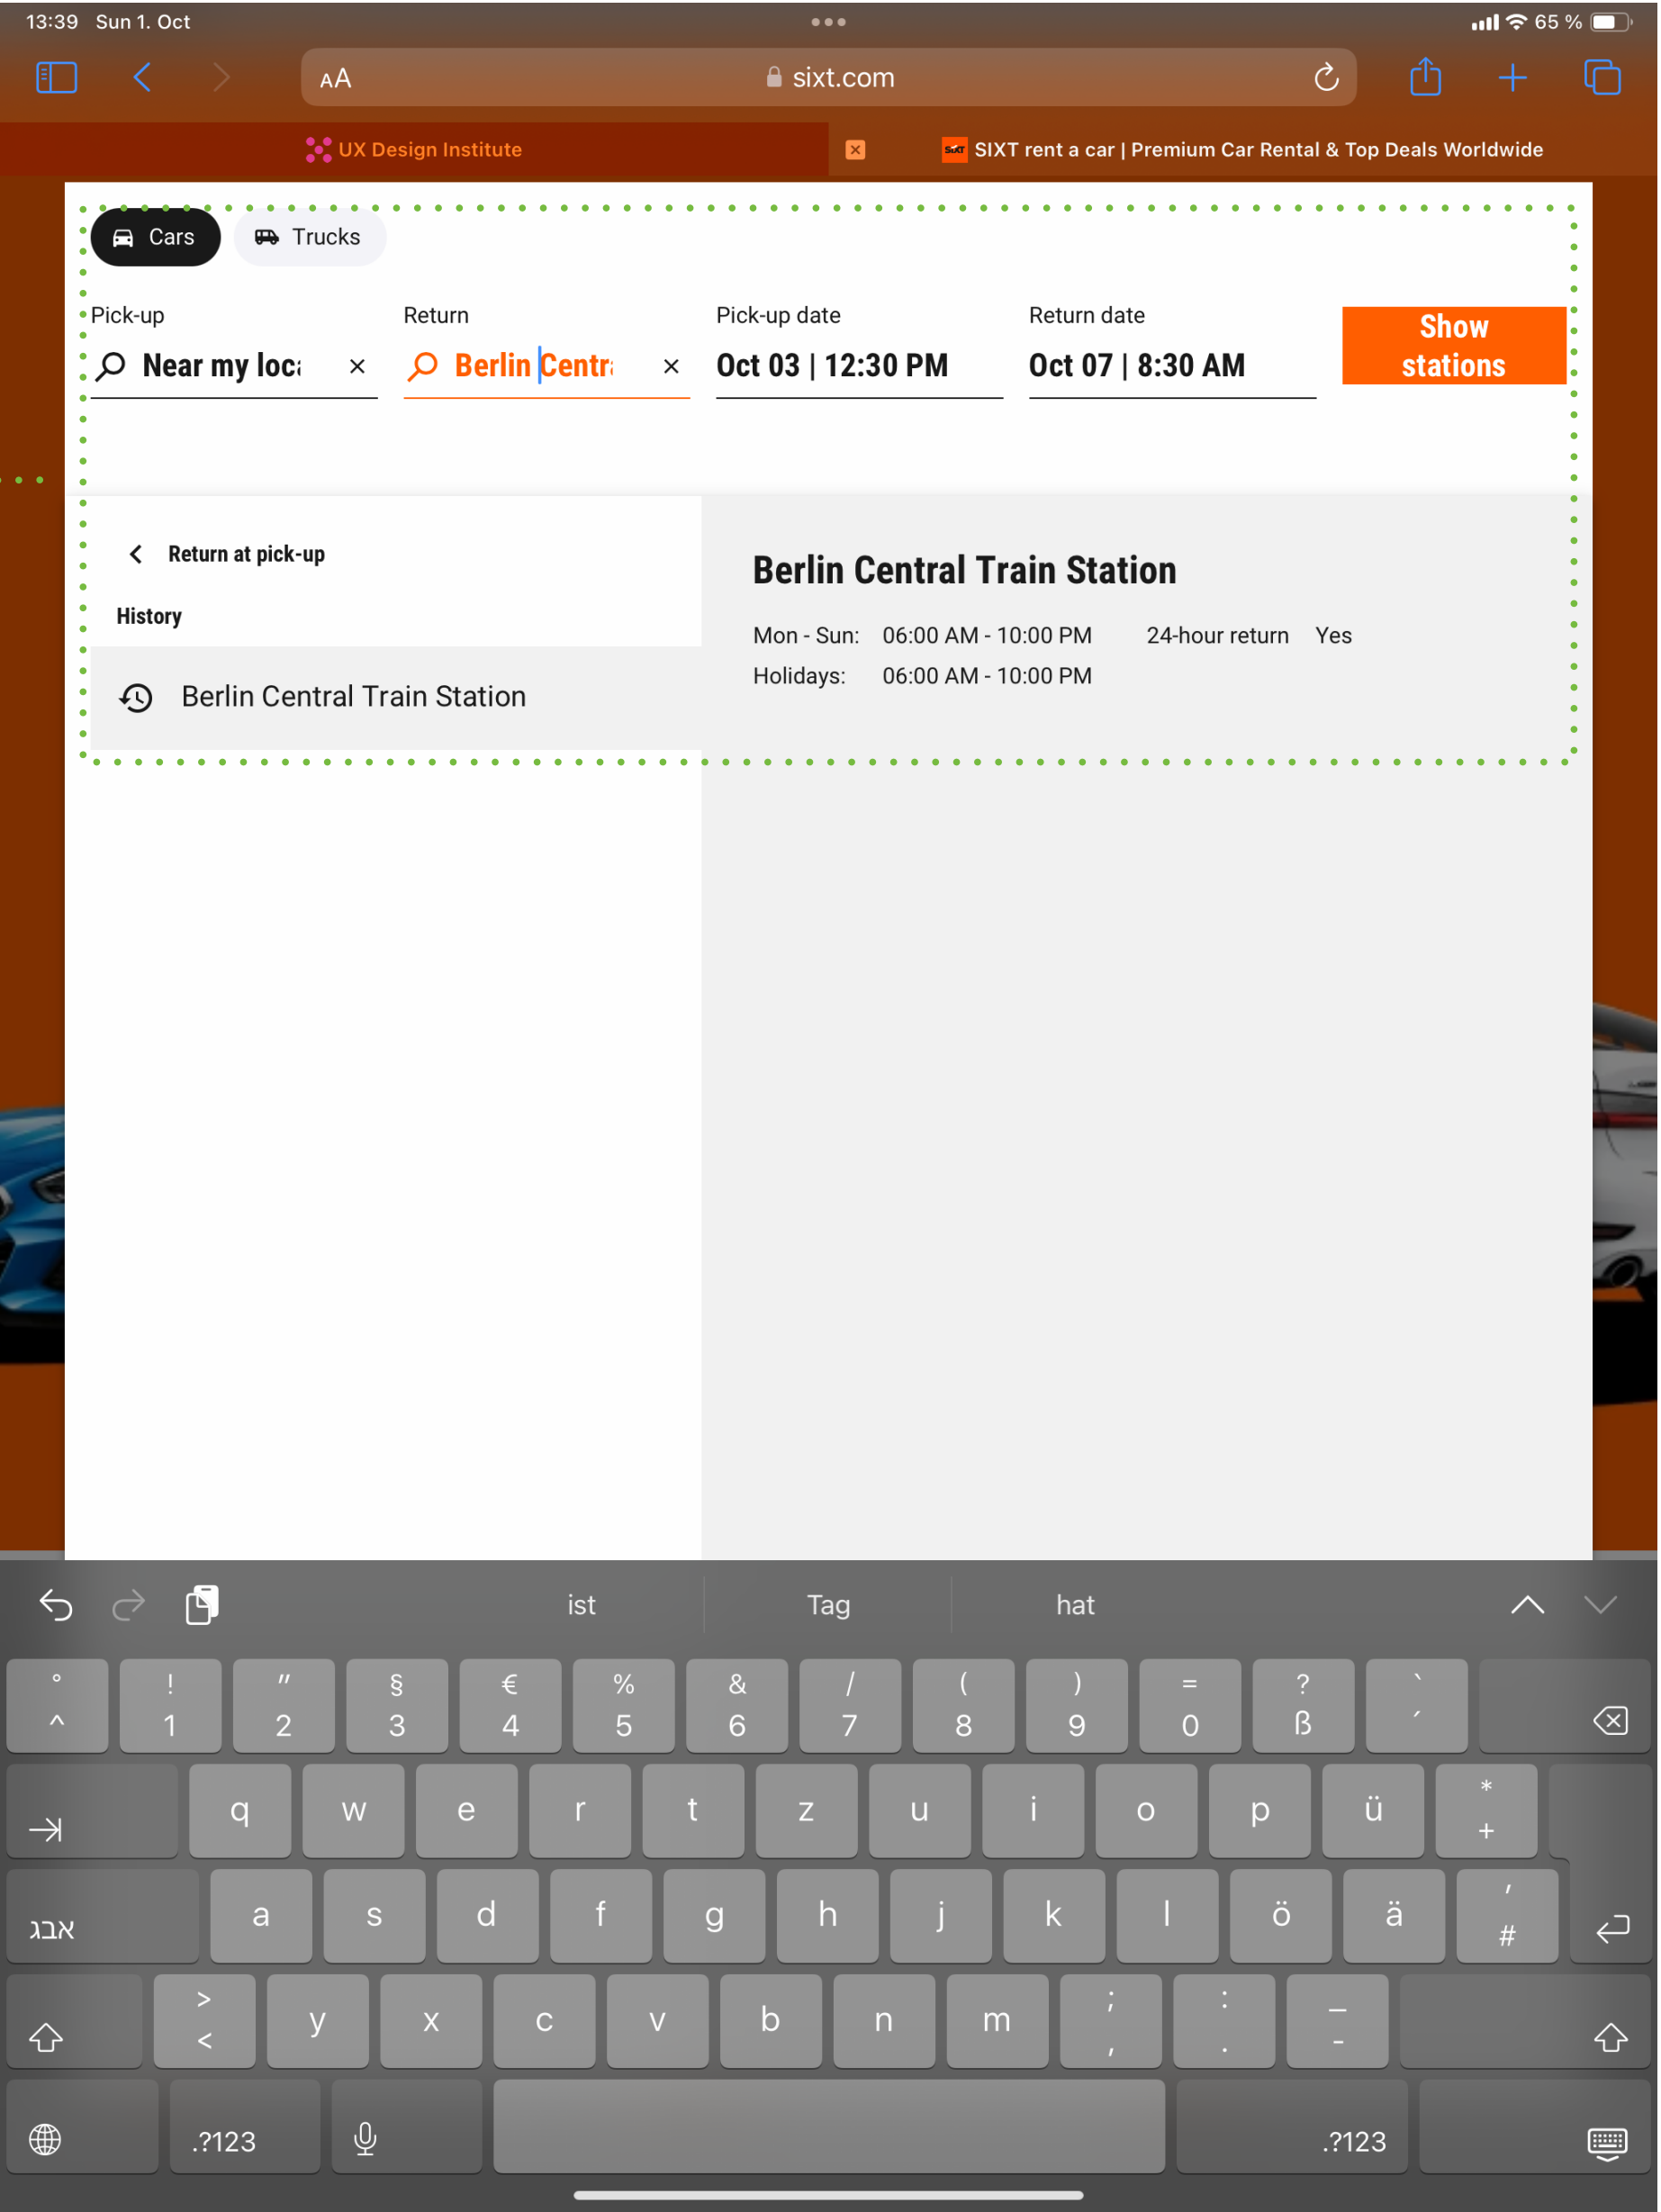 13:39 Sun 1. Oct
65 %
AA sixt.com
UX Design Institute
SIXT SIXT rent a car | Premium Car Rental & Top Deals Worldwide
Cars Trucks
Pick-up Return Pick-up date Return date
Show
stations
Near my loc Berlin Centr Oct 03 | 12:30 PM Oct 07 | 8:30 AM
Return at pick-up
History
Berlin Central Train Station
Berlin Central Train Station
Mon - Sun: 06:00 AM - 10:00 PM 24-hour return Yes
Holidays: 06:00 AM - 10:00 PM
ist Tag hat
° ! " § € % & / ( ) = ? `
^ 1 2 3 4 5 6 7 8 9 0 ß ´
q w e r t z u i o p ü * +
אבג a s d f g h j k l ö ä ' #
> < y x c v b n m ; , : . _ -
.?123 .?123